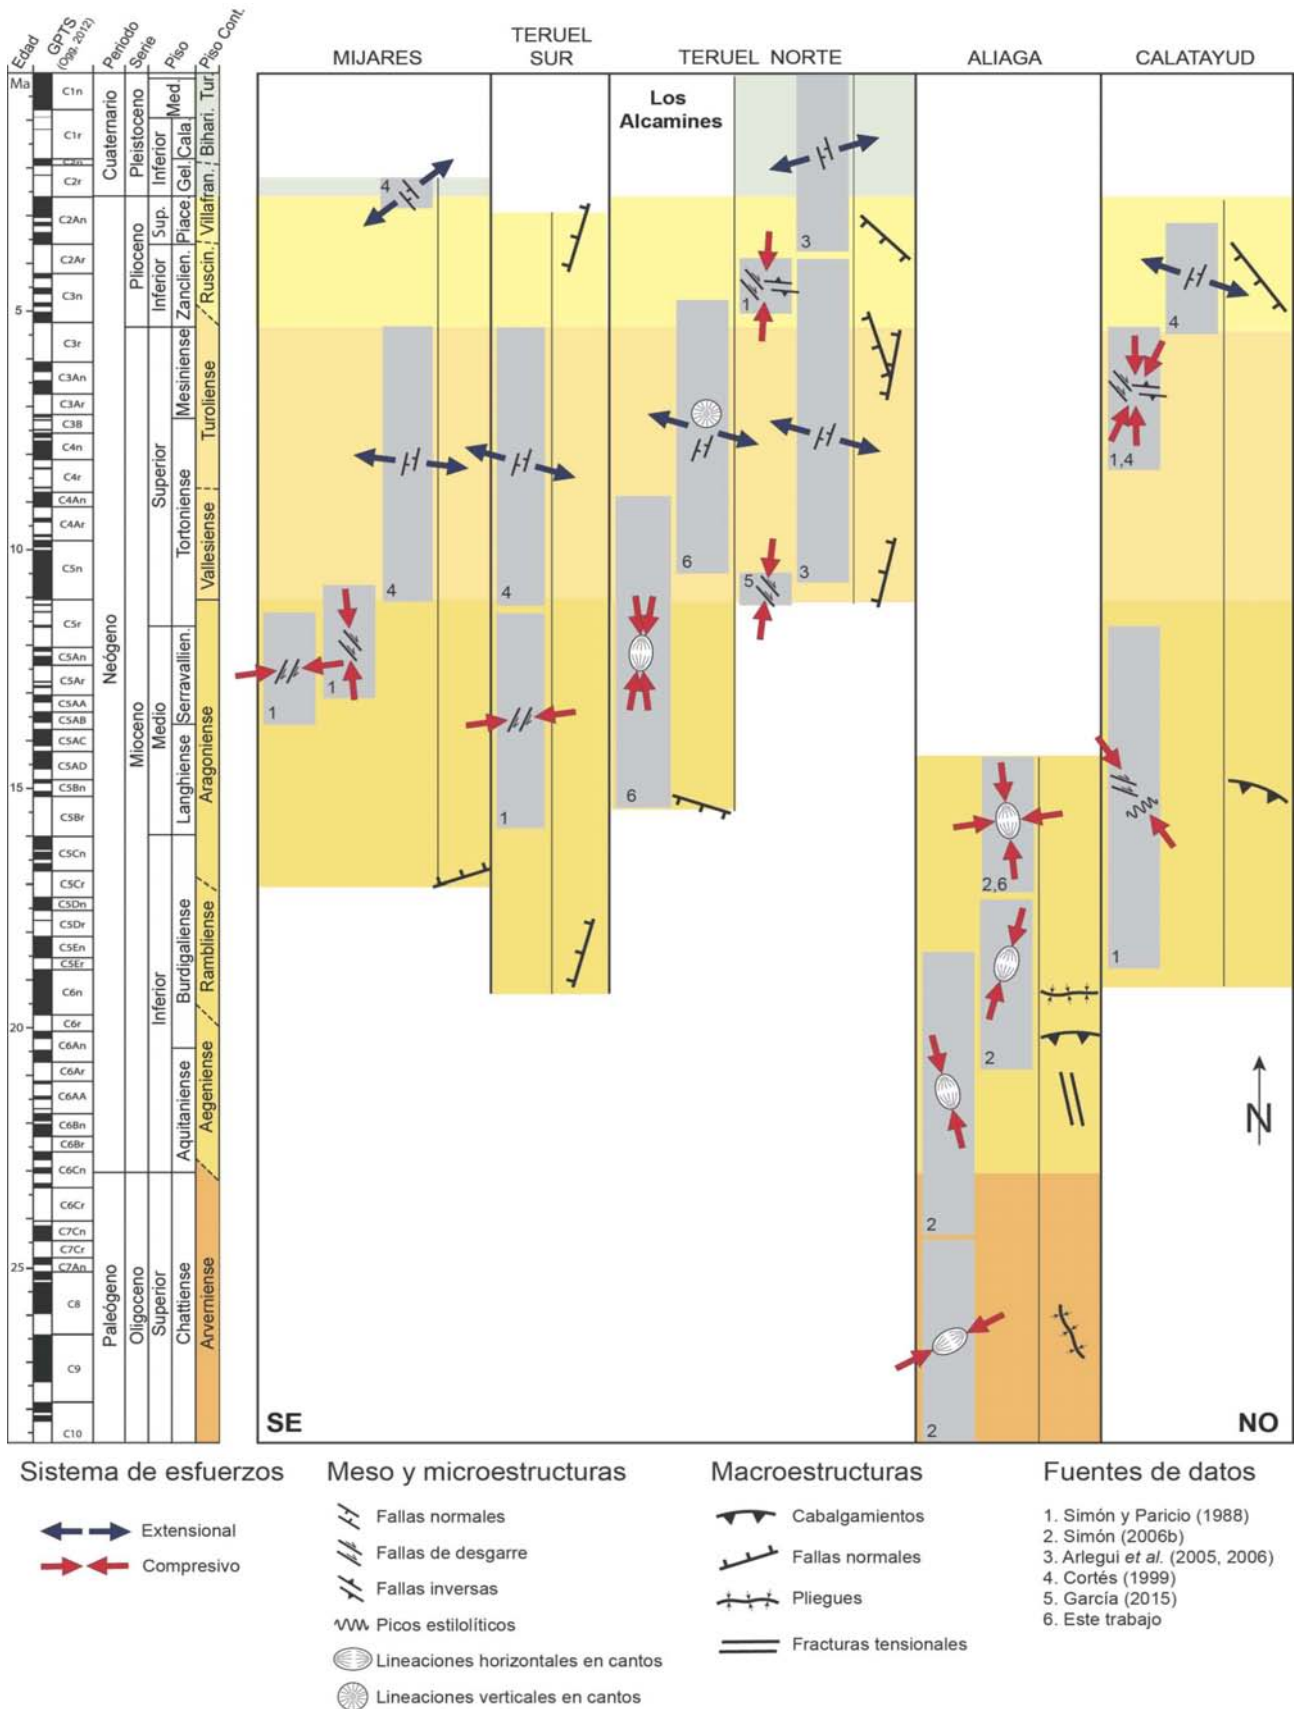 Edad
GPTS
(Ogg. 2012)
Período
Serie
Piso
Piso Cont.
MIJARES
TERUEL
SUR
TERUEL NORTE
ALIAGA
CALATAYUD
Los
Alcamines
Ma
5
10
15
20
25
C1n
C1r
C2r
C2An
C2Ar
C3n
C3r
C3An
C3Ar
C3B
C4n
C4r
C4An
C4Ar
C5n
C5r
C5An
C5Ar
C5AA
C5AB
C5AC
C5AD
C5Bn
C5Br
C5Cn
C5Cr
C5Dn
C5Dr
C5En
C5Er
C6n
C6r
C6An
C6Ar
C6AA
C6Bn
C6Br
C6Cn
C6Cr
C7Cn
C7Cr
C7An
C8
C9
C10
Cuaternario
Neógeno
Paleógeno
Pleistoceno
Plioceno
Mioceno
Oligoceno
Inferior
Sup.
Inferior
Superior
Medio
Inferior
Superior
Med.
Cala.
Gel.
Piace.
Zanclien.
Mesiniense
Tortoniense
Serravallien.
Langhiense
Burdigaliense
Aquitaniense
Chattiense
Tur.
Bihari.
Villafran.
Ruscin.
Turoliense
Vallesiense
Aragoniense
Rambliense
Aegeniense
Arverniense
4
4
1
1
4
1
6
6
1
5
3
3
2,6
2
2
2
4
1,4
1
N
SE
NO
Sistema de esfuerzos
Extensional
Compresivo
Meso y microestructuras
Fallas normales
Fallas de desgarre
Fallas inversas
Picos estilolíticos
Lineaciones horizontales en cantos
Lineaciones verticales en cantos
Macroestructuras
Cabalgamientos
Fallas normales
Pliegues
Fracturas tensionales
Fuentes de datos
1. Simón y Paricio (1988)
2. Simón (2006b)
3. Arlegui et al. (2005, 2006)
4. Cortés (1999)
5. García (2015)
6. Este trabajo